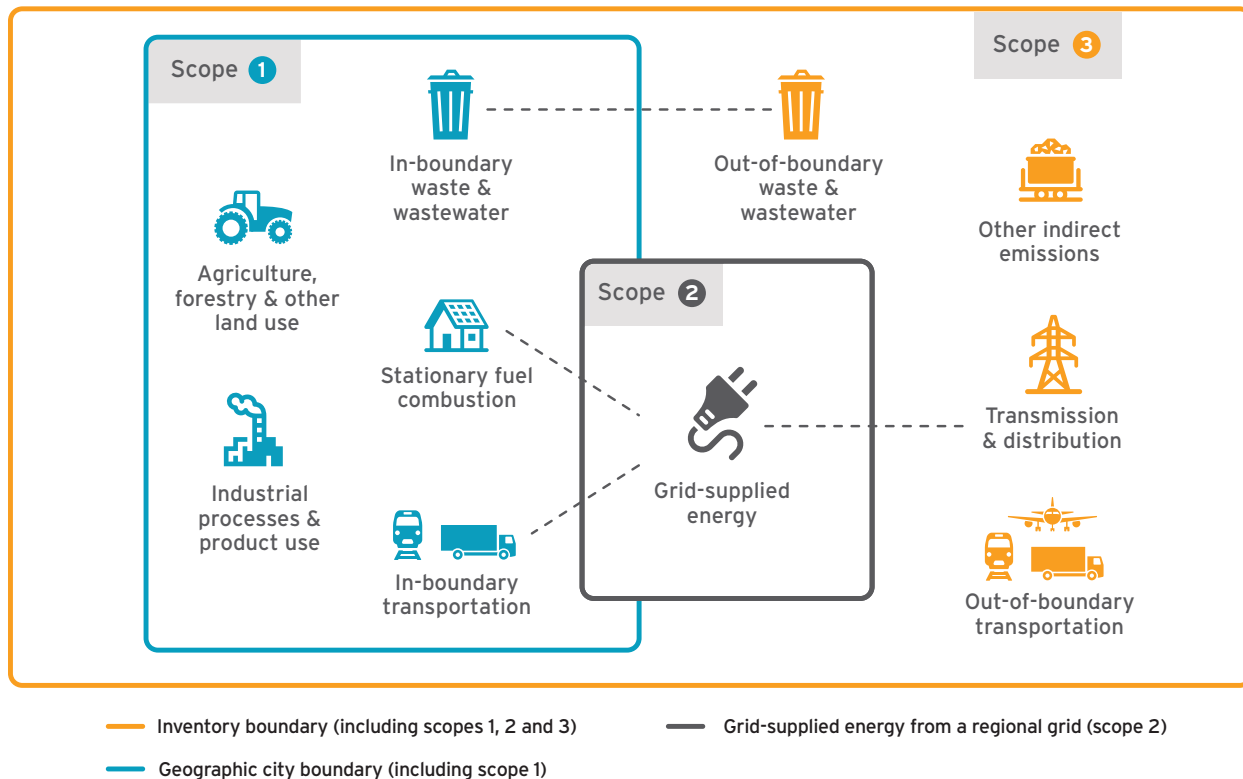 Scope 1
Scope 3
In-boundary
waste &
wastewater
Out-of-boundary
waste &
wastewater
Other indirect
emissions
Agriculture,
forestry & other
land use
Scope 2
Stationary fuel
combustion
Transmission
& distribution
Industrial
processes &
product use
Grid-supplied
energy
In-boundary
transportation
Out-of-boundary
transportation
Inventory boundary (including scopes 1, 2 and 3)
Grid-supplied energy from a regional grid (scope 2)
Geographic city boundary (including scope 1)